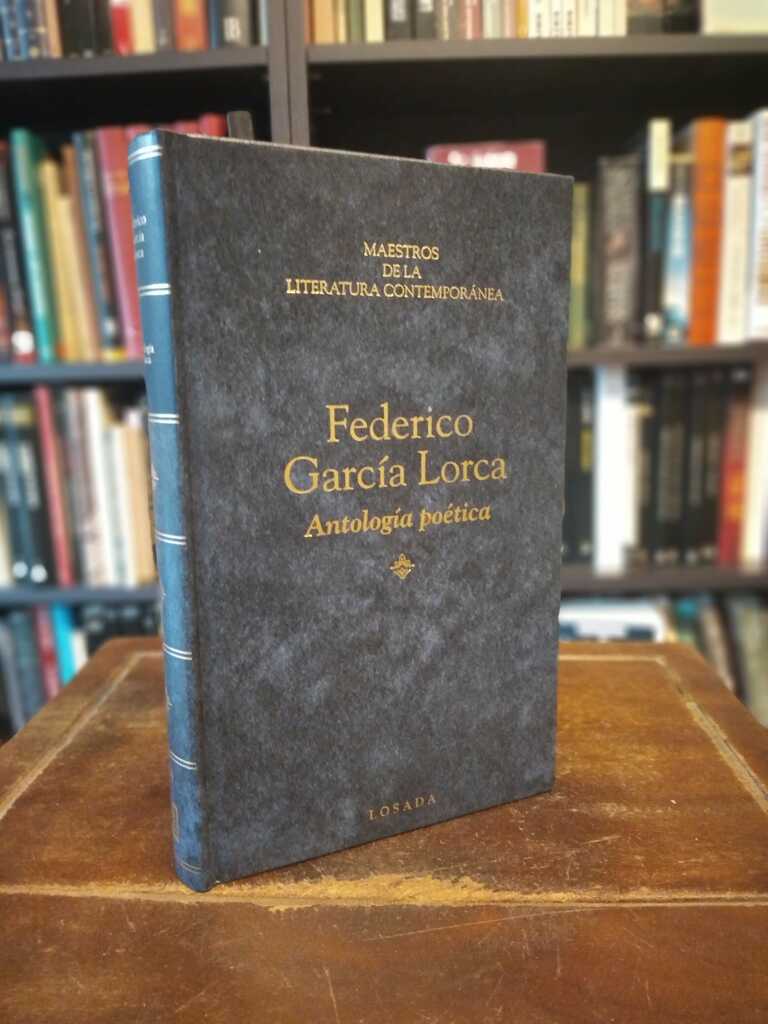 MAESTROS
DE LA
LITERATURA CONTEMPORÁNEA
Federico
García Lorca
Antología poética
LOSADA